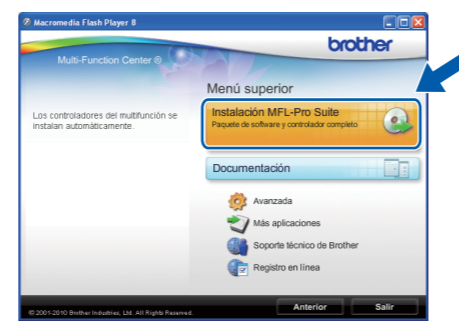 Macromedia Flash Player 8
brother
Multi-Function Center ®
Menú superior
Los controladores del multifunción se
instalan automáticamente.
Instalación MFL-Pro Suite
Paquete de software y controlador completo
Documentación
Avanzada
Más aplicaciones
Soporte técnico de Brother
Registro en línea
© 2001-2010 Brother Industries, Ltd. All Rights Reserved.
Anterior
Salir